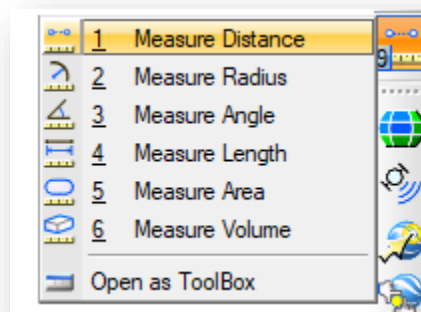 1 Measure Distance
9
2 Measure Radius
3 Measure Angle
4 Measure Length
5 Measure Area
6 Measure Volume
Open as ToolBox